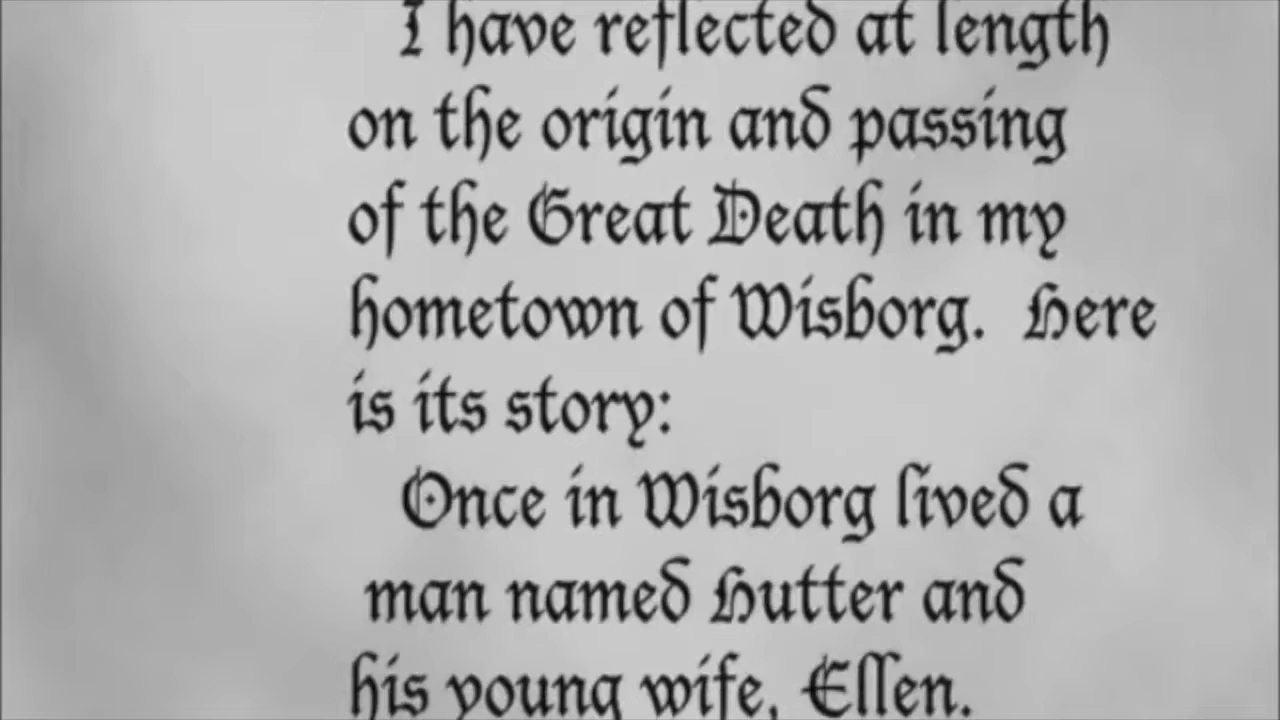 I have reflected at length
on the origin and passing
of the Great Death in my
hometown of Wisborg. Here
is its story:
Once in Wisborg lived a
man named Hutter and
his young wife, Ellen.